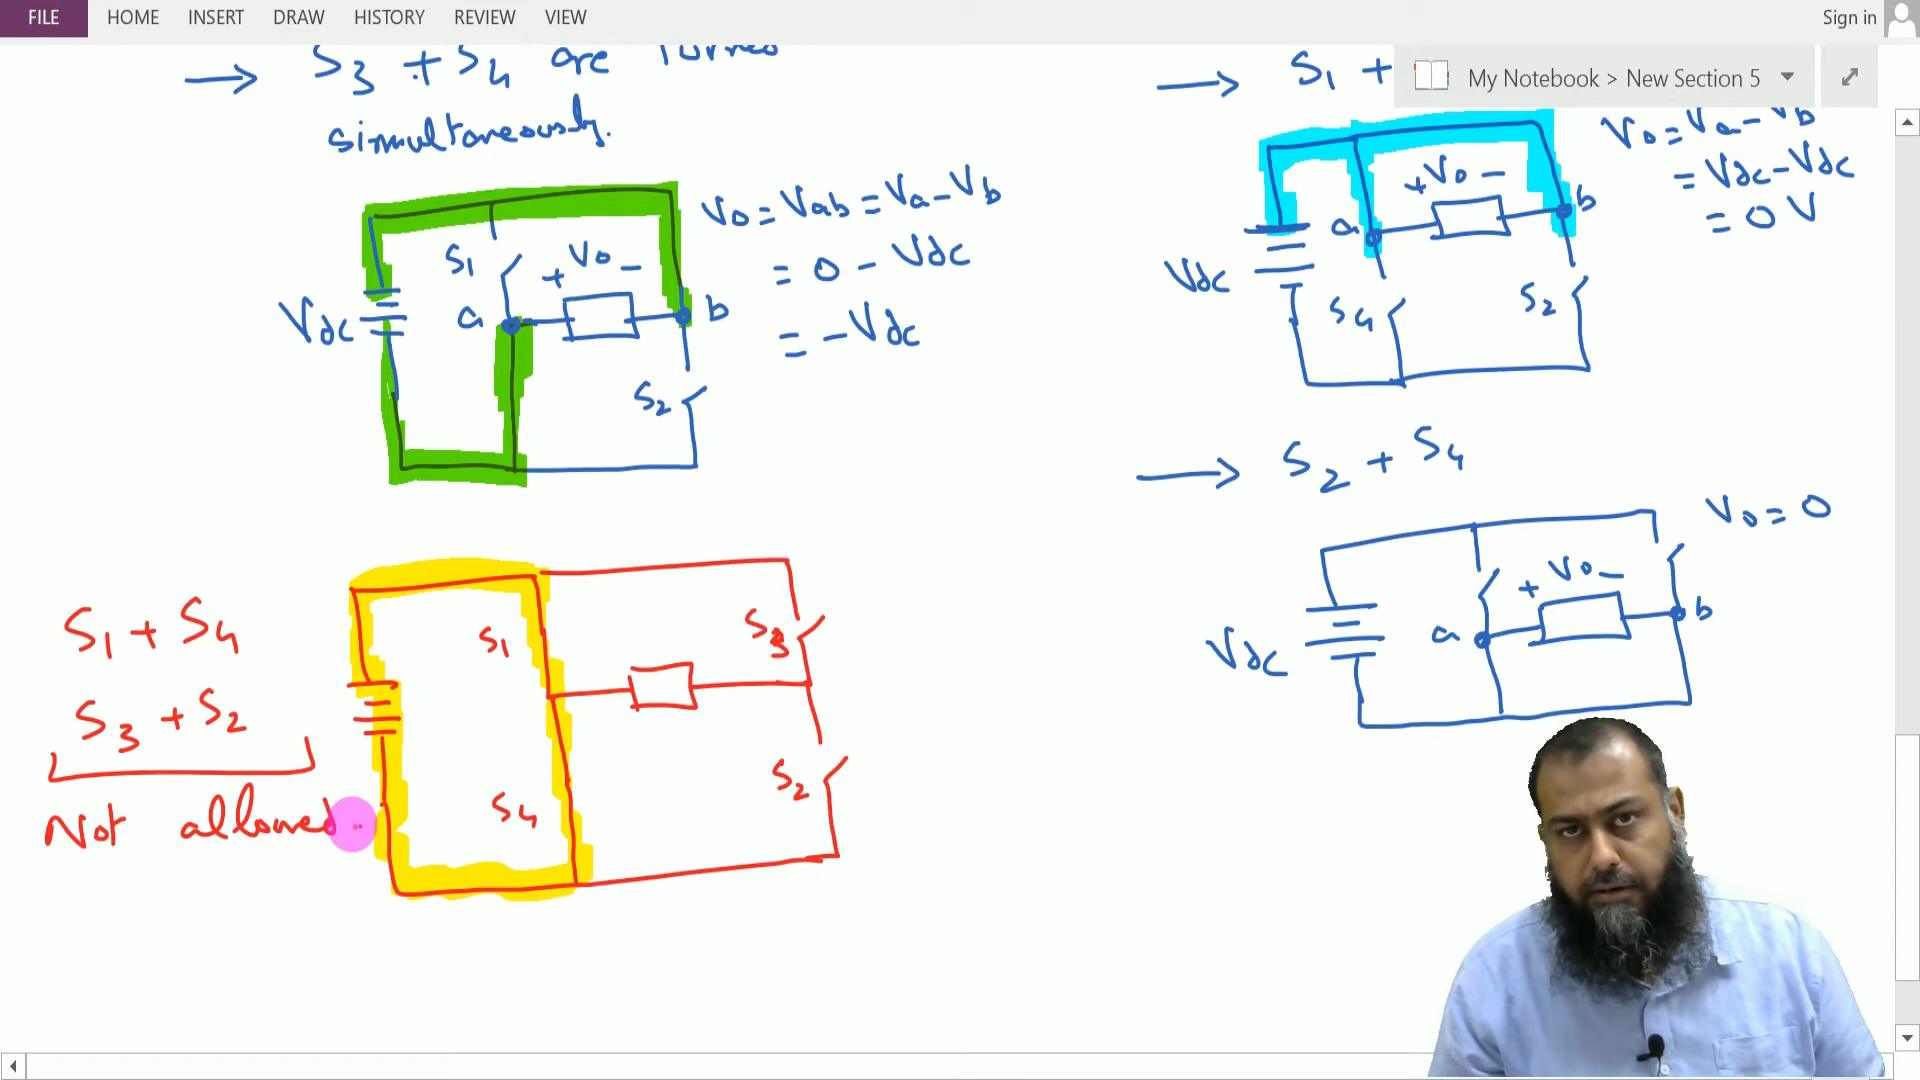 FILE HOME INSERT DRAW HISTORY REVIEW VIEW Sign in
My Notebook > New Section 5
→ S3 + S4 are Turned
simultaneously.
Vo = Vab = Va - Vb
= 0 - Vdc
= -Vdc
S1
+ Vo -
Vdc
a
b
S2
→ S1 +
Vo = Va - Vb
= Vdc - Vdc
= 0 V
+ Vo -
a
b
Vdc
S4
S2
→ S2 + S4
Vo = 0
+ Vo -
a
b
Vdc
S1 + S4
S3 + S2
Not allowed.
S1
S3
S4
S2